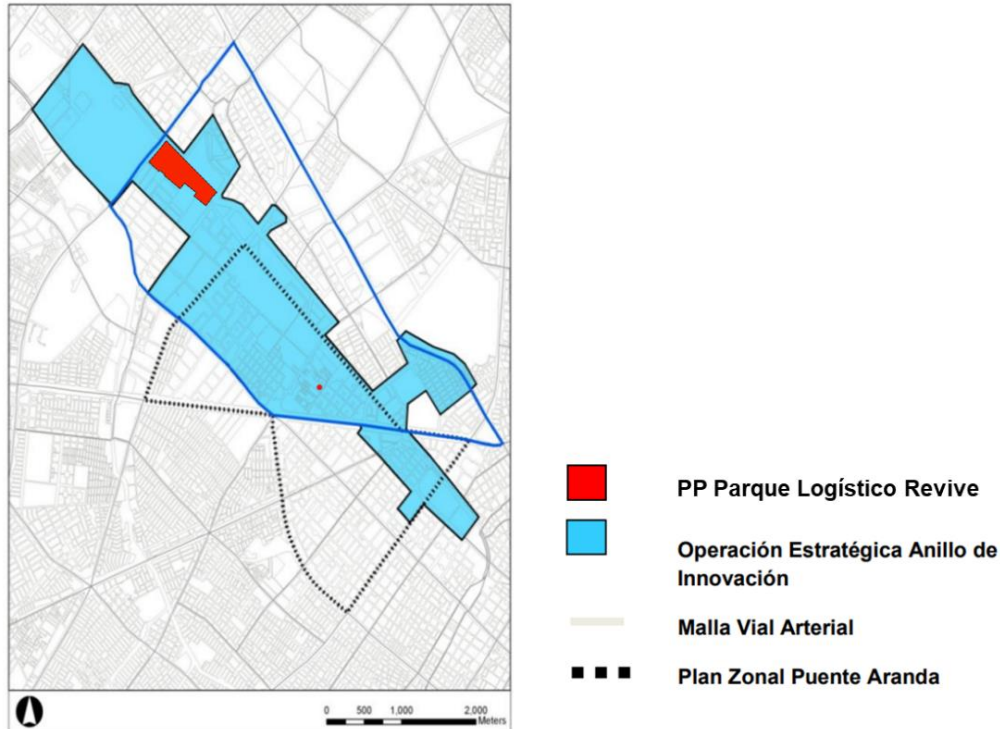 PP Parque Logístico Revive
Operación Estratégica Anillo de
Innovación
Malla Vial Arterial
Plan Zonal Puente Aranda
0 500 1,000 2,000
Meters